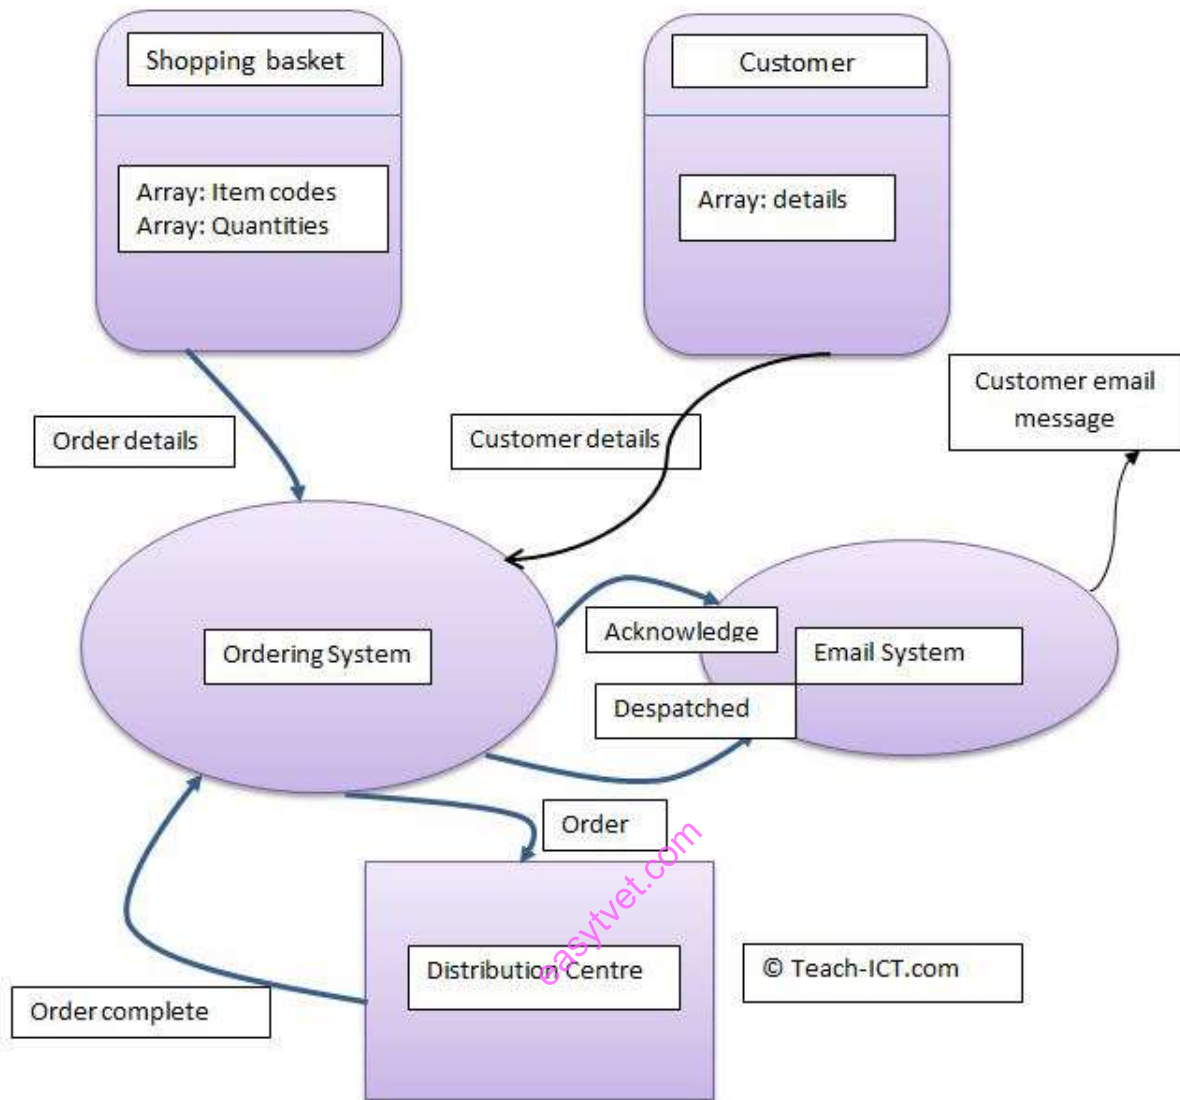 Shopping basket
Customer
Array: Item codes
Array: Quantities
Array: details
Customer email
message
Order details
Customer details
Acknowledge
Ordering System
Email System
Despatched
Order
easytvet.com
Distribution Centre
© Teach-ICT.com
Order complete